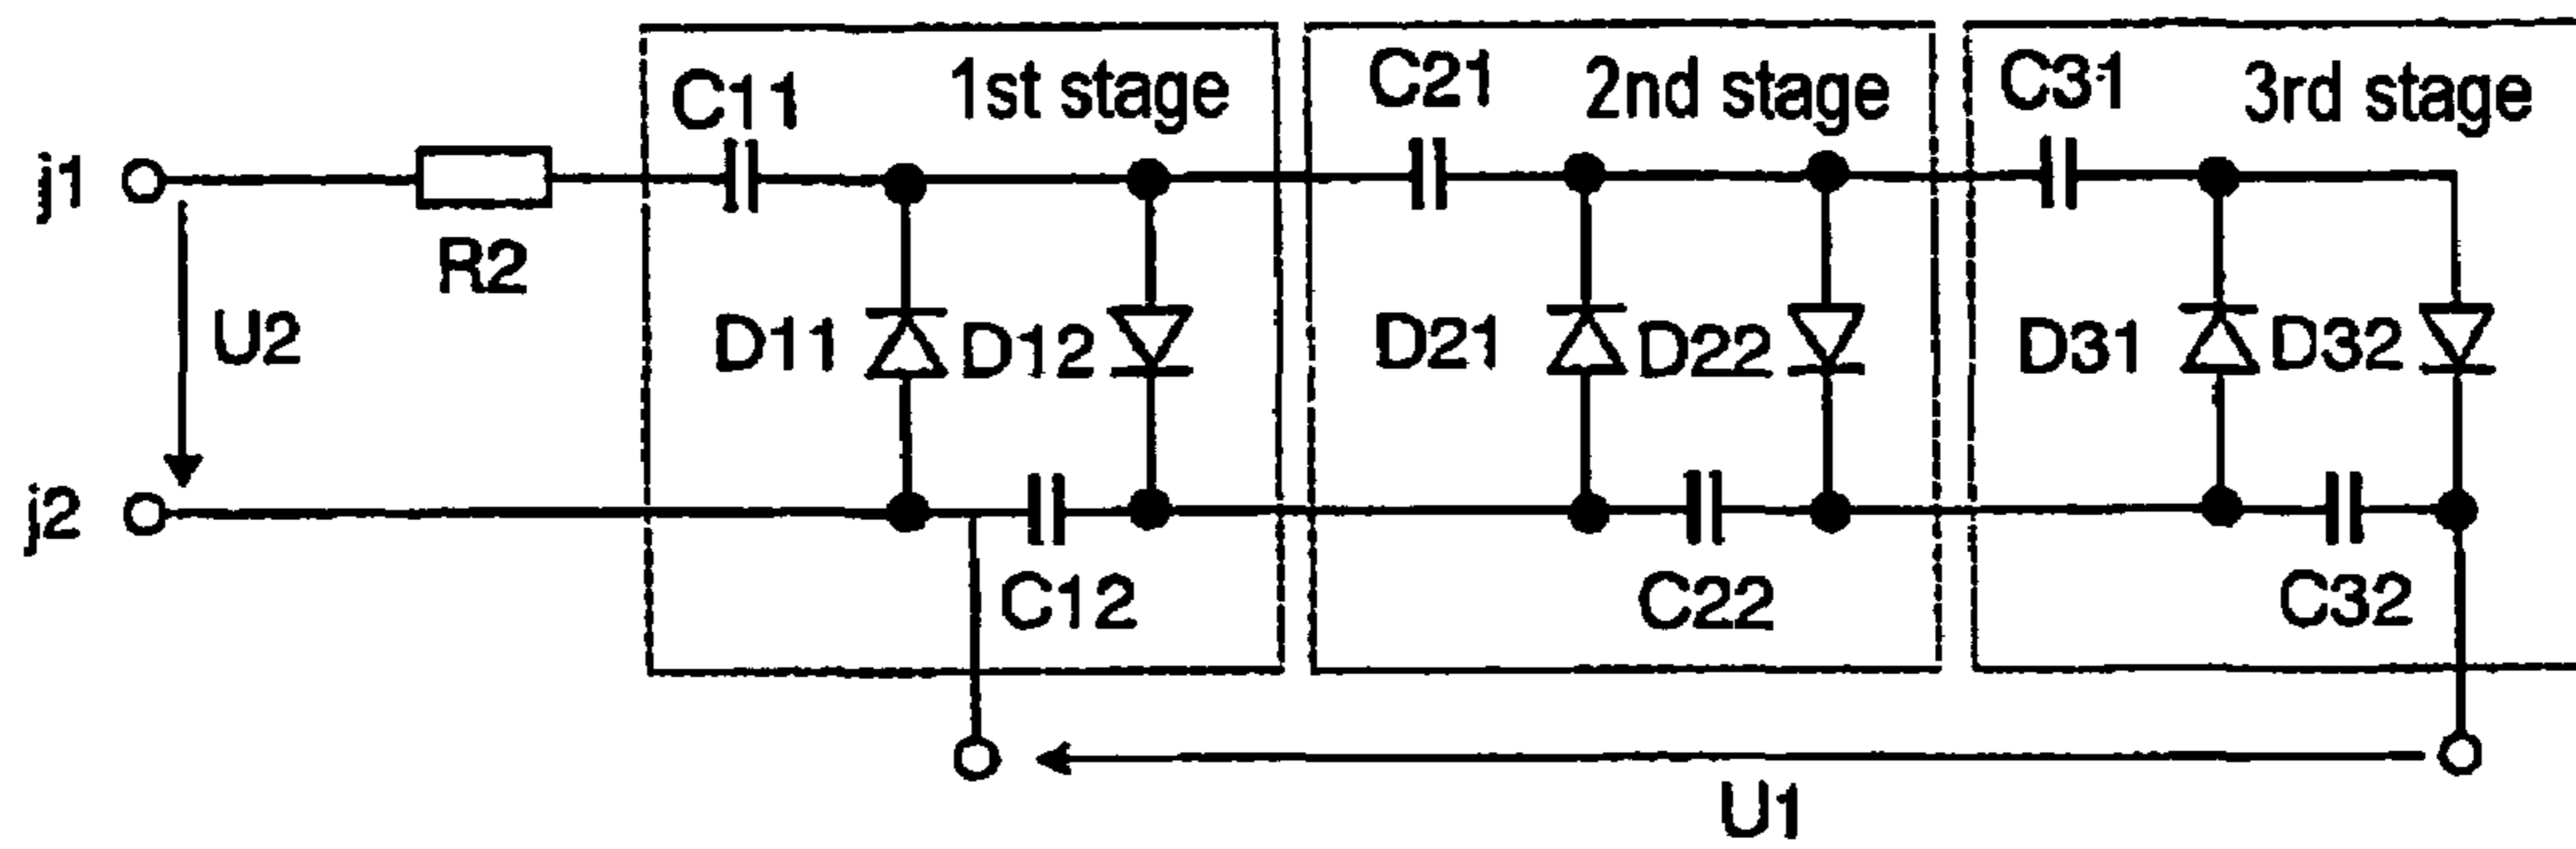 C11 1st stage
C21 2nd stage
C31 3rd stage
j1
R2
U2
D11 D12
D21 D22
D31 D32
j2
C12
C22
C32
U1